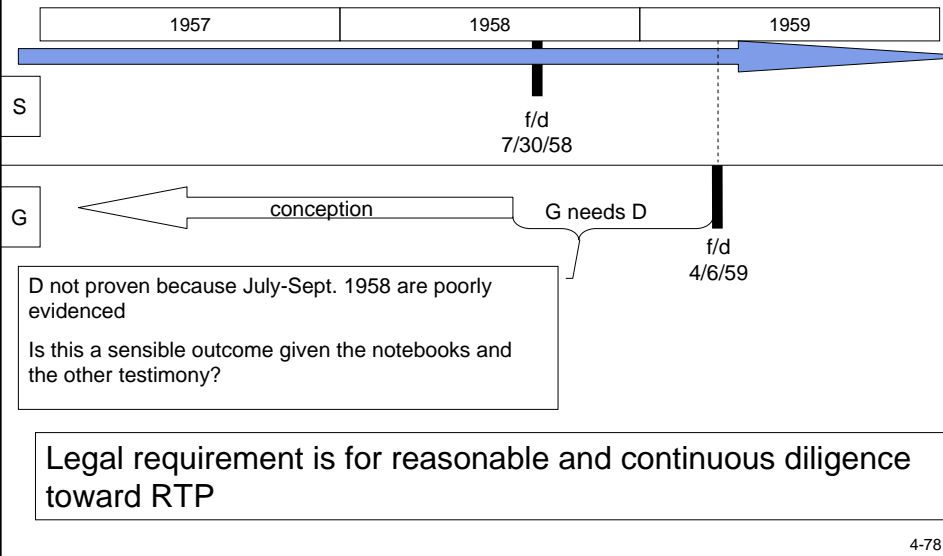 1957 1958 1959
S
f/d
7/30/58
G
conception
G needs D
f/d
4/6/59
D not proven because July-Sept. 1958 are poorly
evidenced
Is this a sensible outcome given the notebooks and
the other testimony?
Legal requirement is for reasonable and continuous diligence
toward RTP
4-78